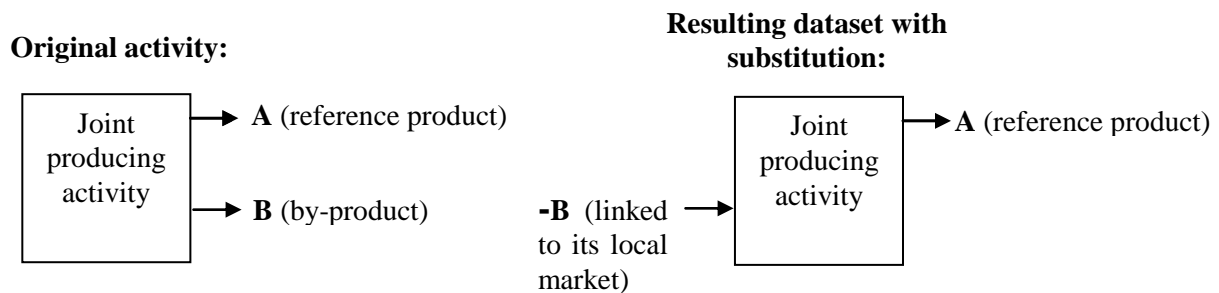 Original activity:
Joint
producing
activity
A (reference product)
B (by-product)
Resulting dataset with
substitution:
-B (linked
to its local
market)
Joint
producing
activity
A (reference product)